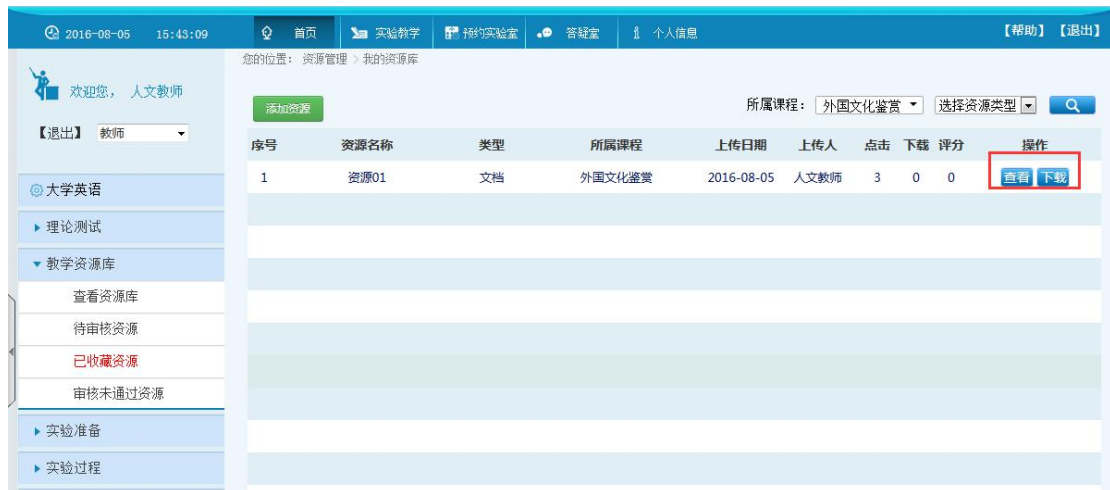 2016-08-05 15:43:09 首页 实验教学 预约实验室 答疑室 个人信息 【帮助】 【退出】
您的位置： 资源管理 > 我的资源库
欢迎您， 人文教师
【退出】 教师
添加资源 所属课程： 外国文化鉴赏 选择资源类型
序号 资源名称 类型 所属课程 上传日期 上传人 点击 下载 评分 操作
1 资源01 文档 外国文化鉴赏 2016-08-05 人文教师 3 0 0 查看 下载
大学英语
理论测试
教学资源库
查看资源库
待审核资源
已收藏资源
审核未通过资源
实验准备
实验过程